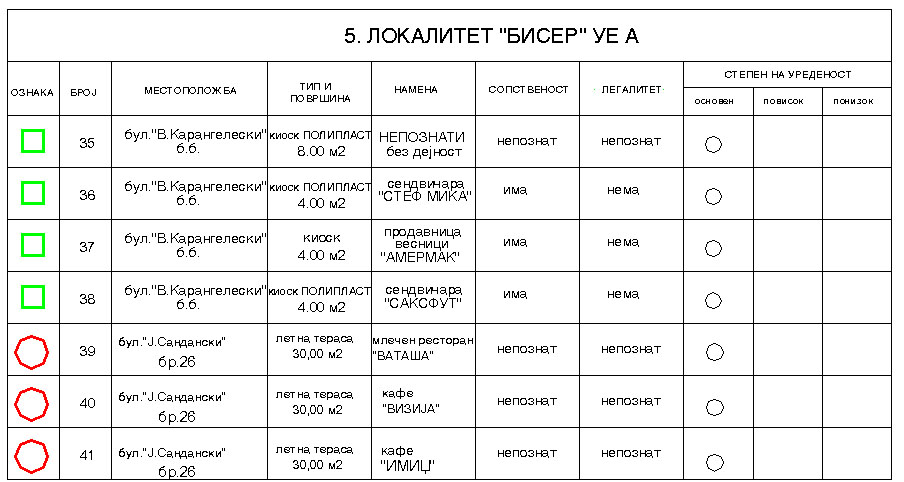 5. ЛОКАЛИТЕТ "БИСЕР" УЕ А
ОЗНАКА БРОЈ МЕСТОПОЛОЖБА ТИП И ПОВРШИНА НАМЕНА СОПСТВЕНОСТ ЛЕГАЛИТЕТ СТЕПЕН НА УРЕДЕНОСТ
основен повисок понизок
35 бул."В.Карангелески" киоск ПОЛИПЛАСТ НЕПОЗНАТИ непознат непознат
б.б. 8.00 м2 без дејност
36 бул."В.Карангелески" киоск ПОЛИПЛАСТ сендвичара има нема
б.б. 4.00 м2 "СТЕФ МИКА"
37 бул."В.Карангелески" киоск продавница има нема
б.б. 4.00 м2 весници
"АМЕРМАК"
38 бул."В.Карангелески" киоск ПОЛИПЛАСТ сендвичара има нема
б.б. 4.00 м2 "САКСФУТ"
39 бул."Ј.Сандански" летна тераса млечен ресторан непознат непознат
бр.26 30,00 м2 "ВАТАША"
40 бул."Ј.Сандански" летна тераса кафе непознат непознат
бр.26 30,00 м2 "ВИЗИЈА"
41 бул."Ј.Сандански" летна тераса кафе непознат непознат
бр.26 30,00 м2 "ИМИЏ"